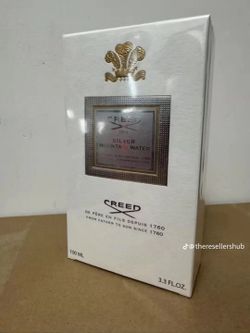 CREED
SILVER
MOUNTAIN WATER
CREED
DE PÈRE EN FILS DEPUIS 1760
FROM FATHER TO SON SINCE 1760
100 ML
3.3 FL.OZ.
@theresellershub